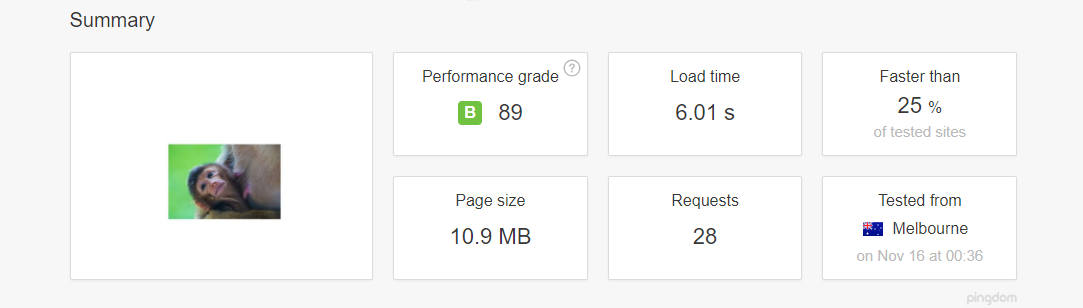 Summary
Performance grade ?
B 89
Load time
6.01 s
Faster than
25 %
of tested sites
Page size
10.9 MB
Requests
28
Tested from
Melbourne
on Nov 16 at 00:36
pingdom